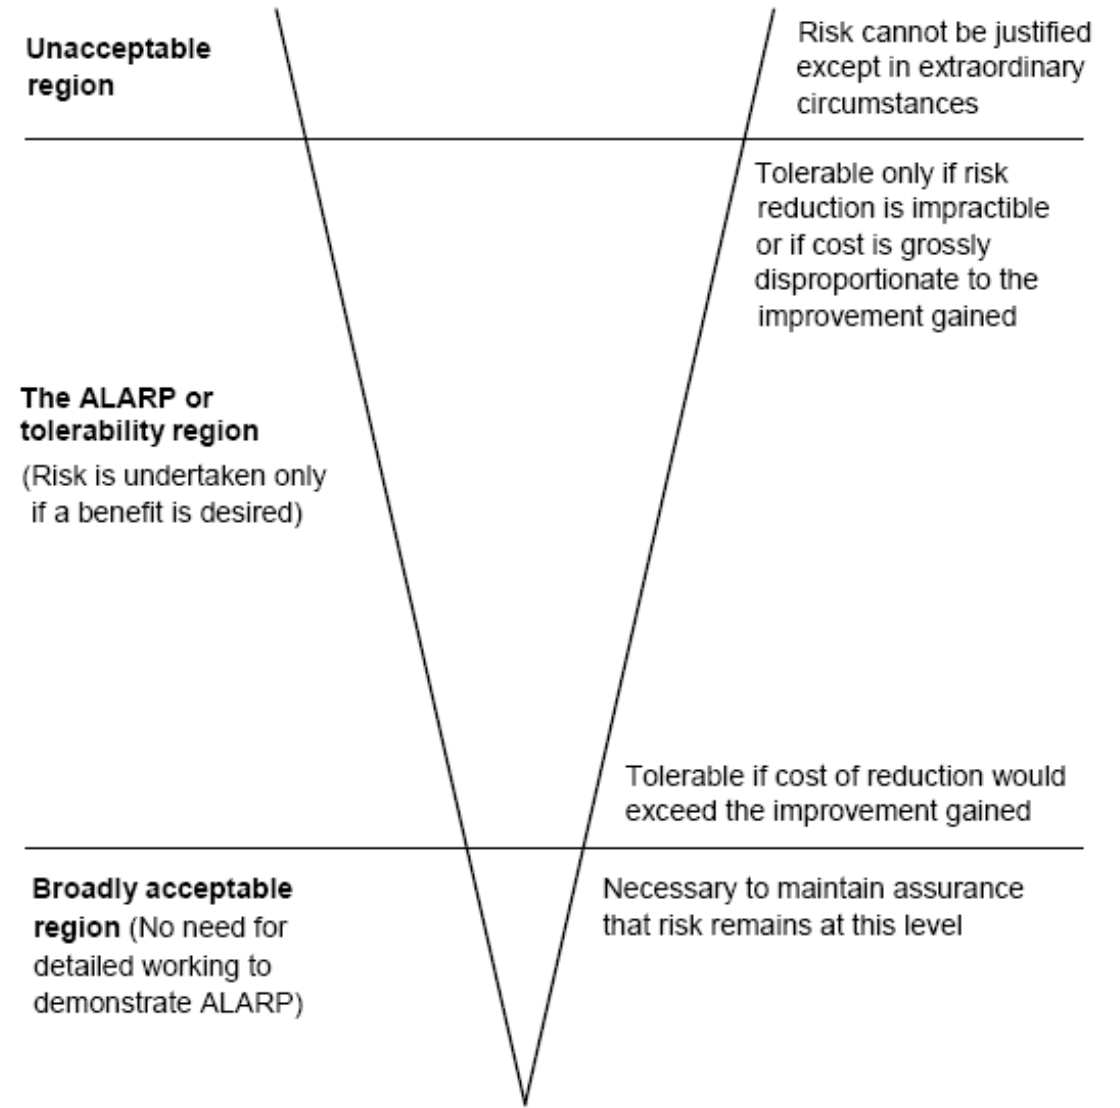 Unacceptable
region
Risk cannot be justified
except in extraordinary
circumstances
Tolerable only if risk
reduction is impractible
or if cost is grossly
disproportionate to the
improvement gained
The ALARP or
tolerability region
(Risk is undertaken only
if a benefit is desired)
Tolerable if cost of reduction would
exceed the improvement gained
Broadly acceptable
region (No need for
detailed working to
demonstrate ALARP)
Necessary to maintain assurance
that risk remains at this level